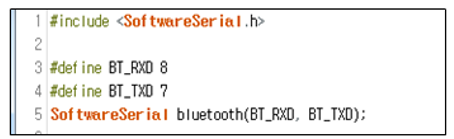 1 #include <SoftwareSerial.h>
2
3 #define BT_RXD 8
4 #define BT_TXD 7
5 SoftwareSerial bluetooth(BT_RXD, BT_TXD);